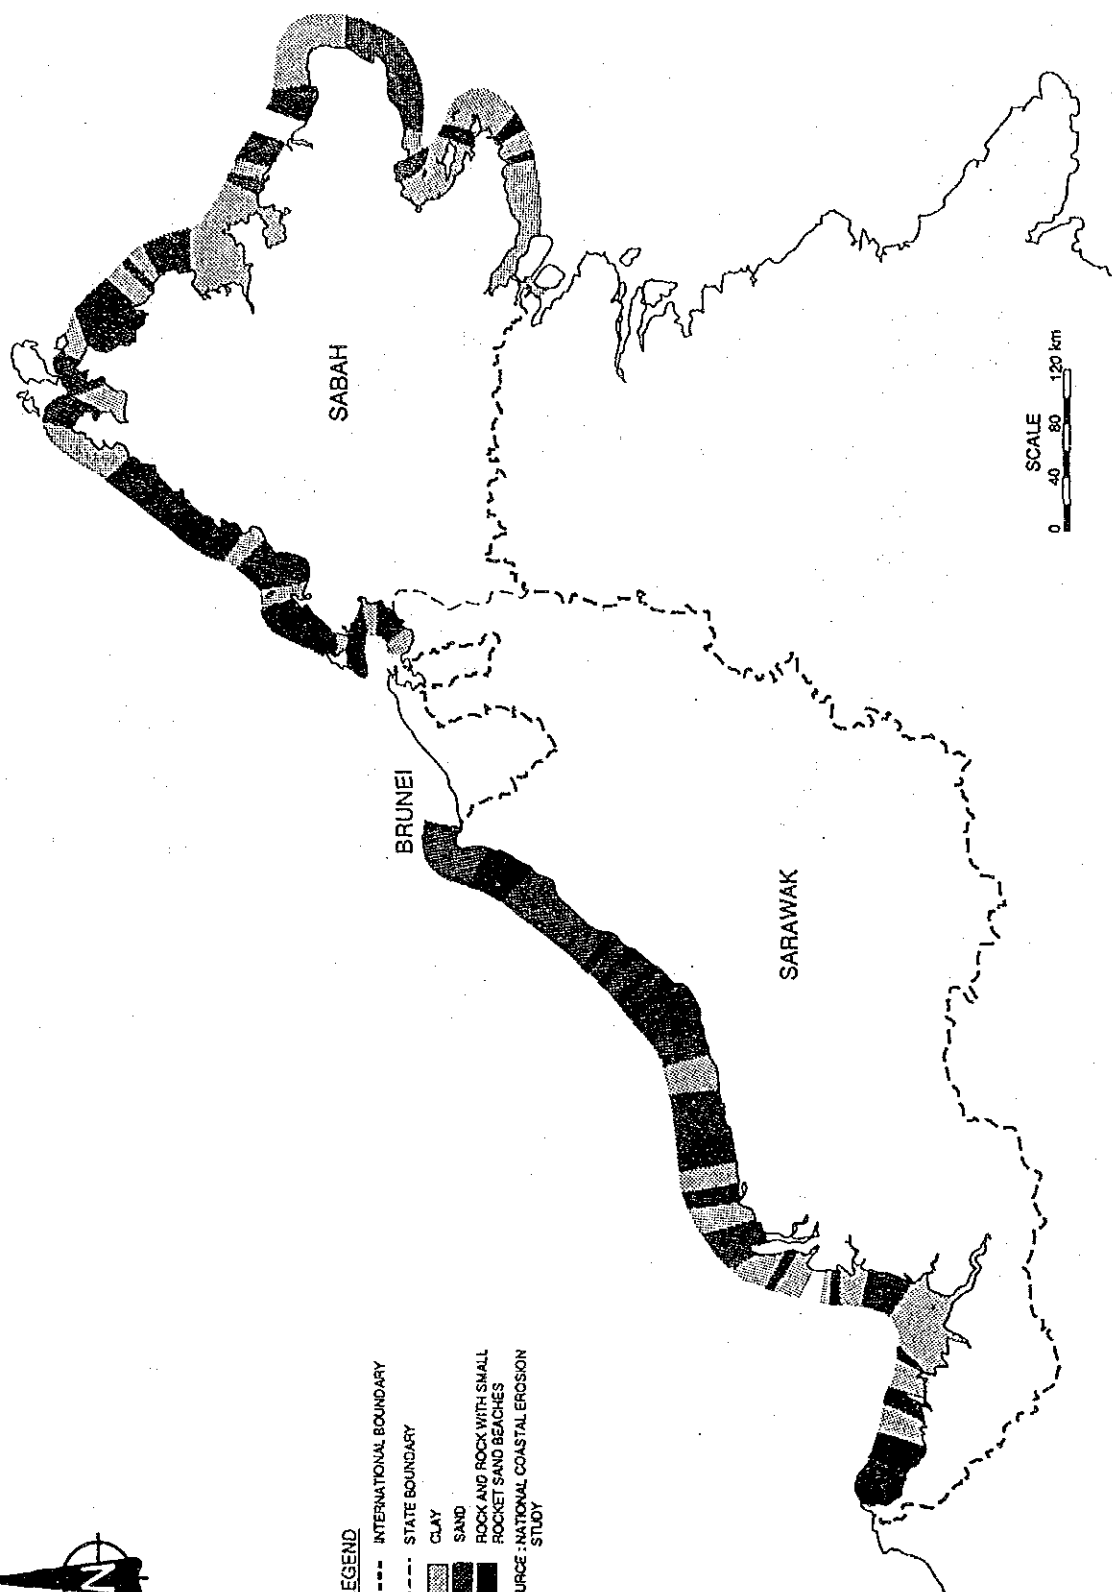 SABAH
BRUNEI
SARAWAK
SCALE
0 40 80 120 km
N
EGEND
INTERNATIONAL BOUNDARY
STATE BOUNDARY
CLAY
SAND
ROCK AND ROCK WITH SMALL
ROCKET SAND BEACHES
URCE : NATIONAL COASTAL EROSION
STUDY